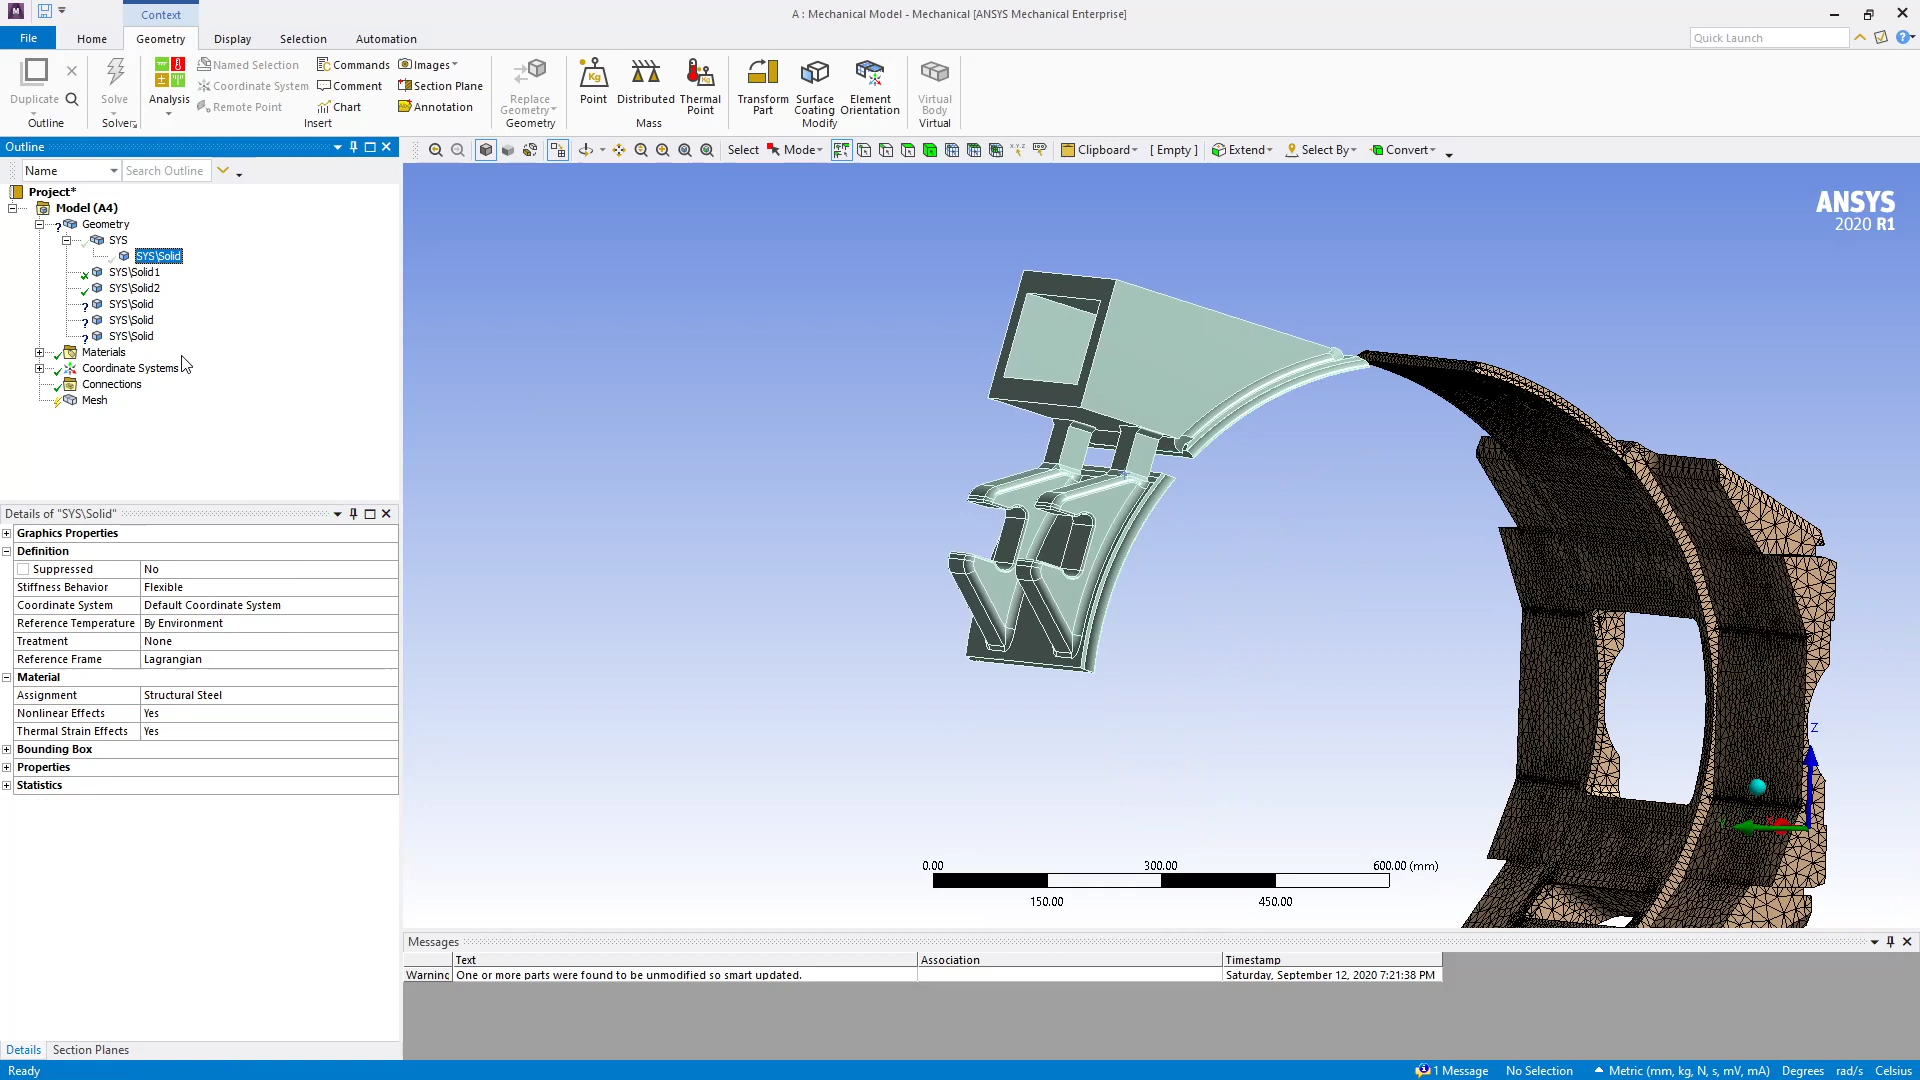 Context
A : Mechanical Model - Mechanical [ANSYS Mechanical Enterprise]
File
Home
Geometry
Display
Selection
Automation
Quick Launch
Duplicate
Outline
Solve
Solver
Analysis
Named Selection
Coordinate System
Remote Point
Commands
Comment
Chart
Images
Section Plane
Annotation
Insert
Replace
Geometry
Geometry
Kg
Point
Distributed
Kg
Thermal
Point
Mass
Transform
Part
Surface
Coating
Element
Orientation
Modify
Virtual
Body
Virtual
Outline
Select
Mode
Clipboard
[ Empty ]
Extend
Select By
Convert
Name
Search Outline
Project*
Model (A4)
Geometry
SYS
SYS\Solid
SYS\Solid1
SYS\Solid2
SYS\Solid
SYS\Solid
SYS\Solid
Materials
Coordinate Systems
Connections
Mesh
ANSYS
2020 R1
Details of "SYS\Solid"
Graphics Properties
Definition
Suppressed No
Stiffness Behavior Flexible
Coordinate System Default Coordinate System
Reference Temperature By Environment
Treatment None
Reference Frame Lagrangian
Material
Assignment Structural Steel
Nonlinear Effects Yes
Thermal Strain Effects Yes
Bounding Box
Properties
Statistics
Z
0.00 300.00 600.00 (mm)
150.00 450.00
Messages
Text Association Timestamp
Warning One or more parts were found to be unmodified so smart updated. Saturday, September 12, 2020 7:21:38 PM
Details Section Planes
Ready
1 Message No Selection Metric (mm, kg, N, s, mV, mA) Degrees rad/s Celsius